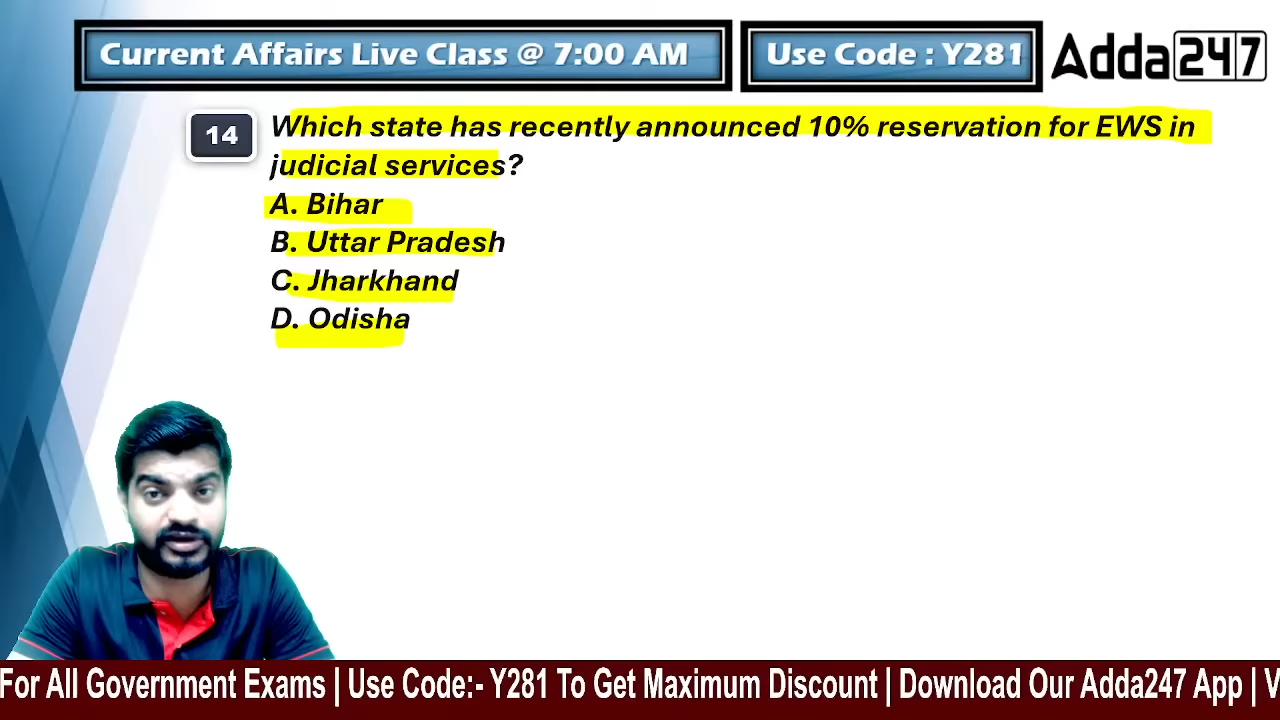 Current Affairs Live Class @ 7:00 AM
Use Code : Y281
Adda247
14
Which state has recently announced 10% reservation for EWS in
judicial services?
A. Bihar
B. Uttar Pradesh
C. Jharkhand
D. Odisha
For All Government Exams | Use Code:- Y281 To Get Maximum Discount | Download Our Adda247 App | V